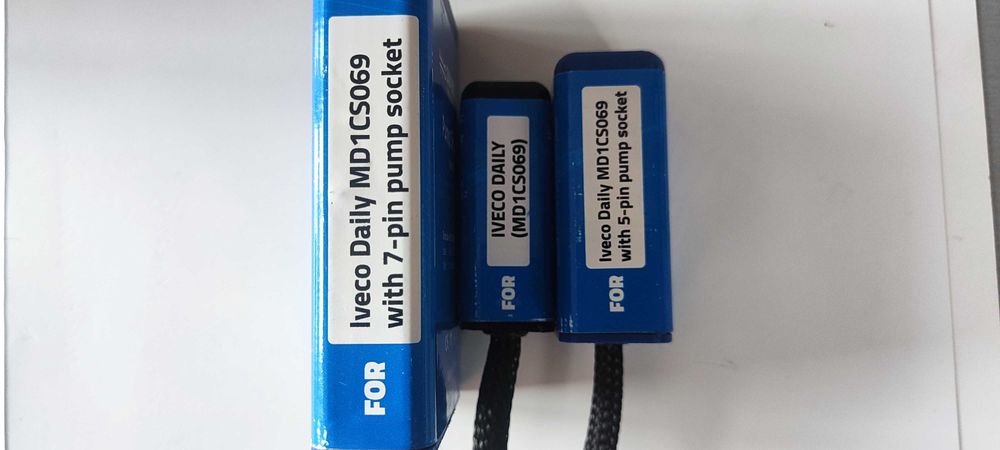 FOR
Iveco Daily MD1CS069
with 7-pin pump socket
FOR
IVECO DAILY
(MD1CS069)
FOR
Iveco Daily MD1CS069
with 5-pin pump socket